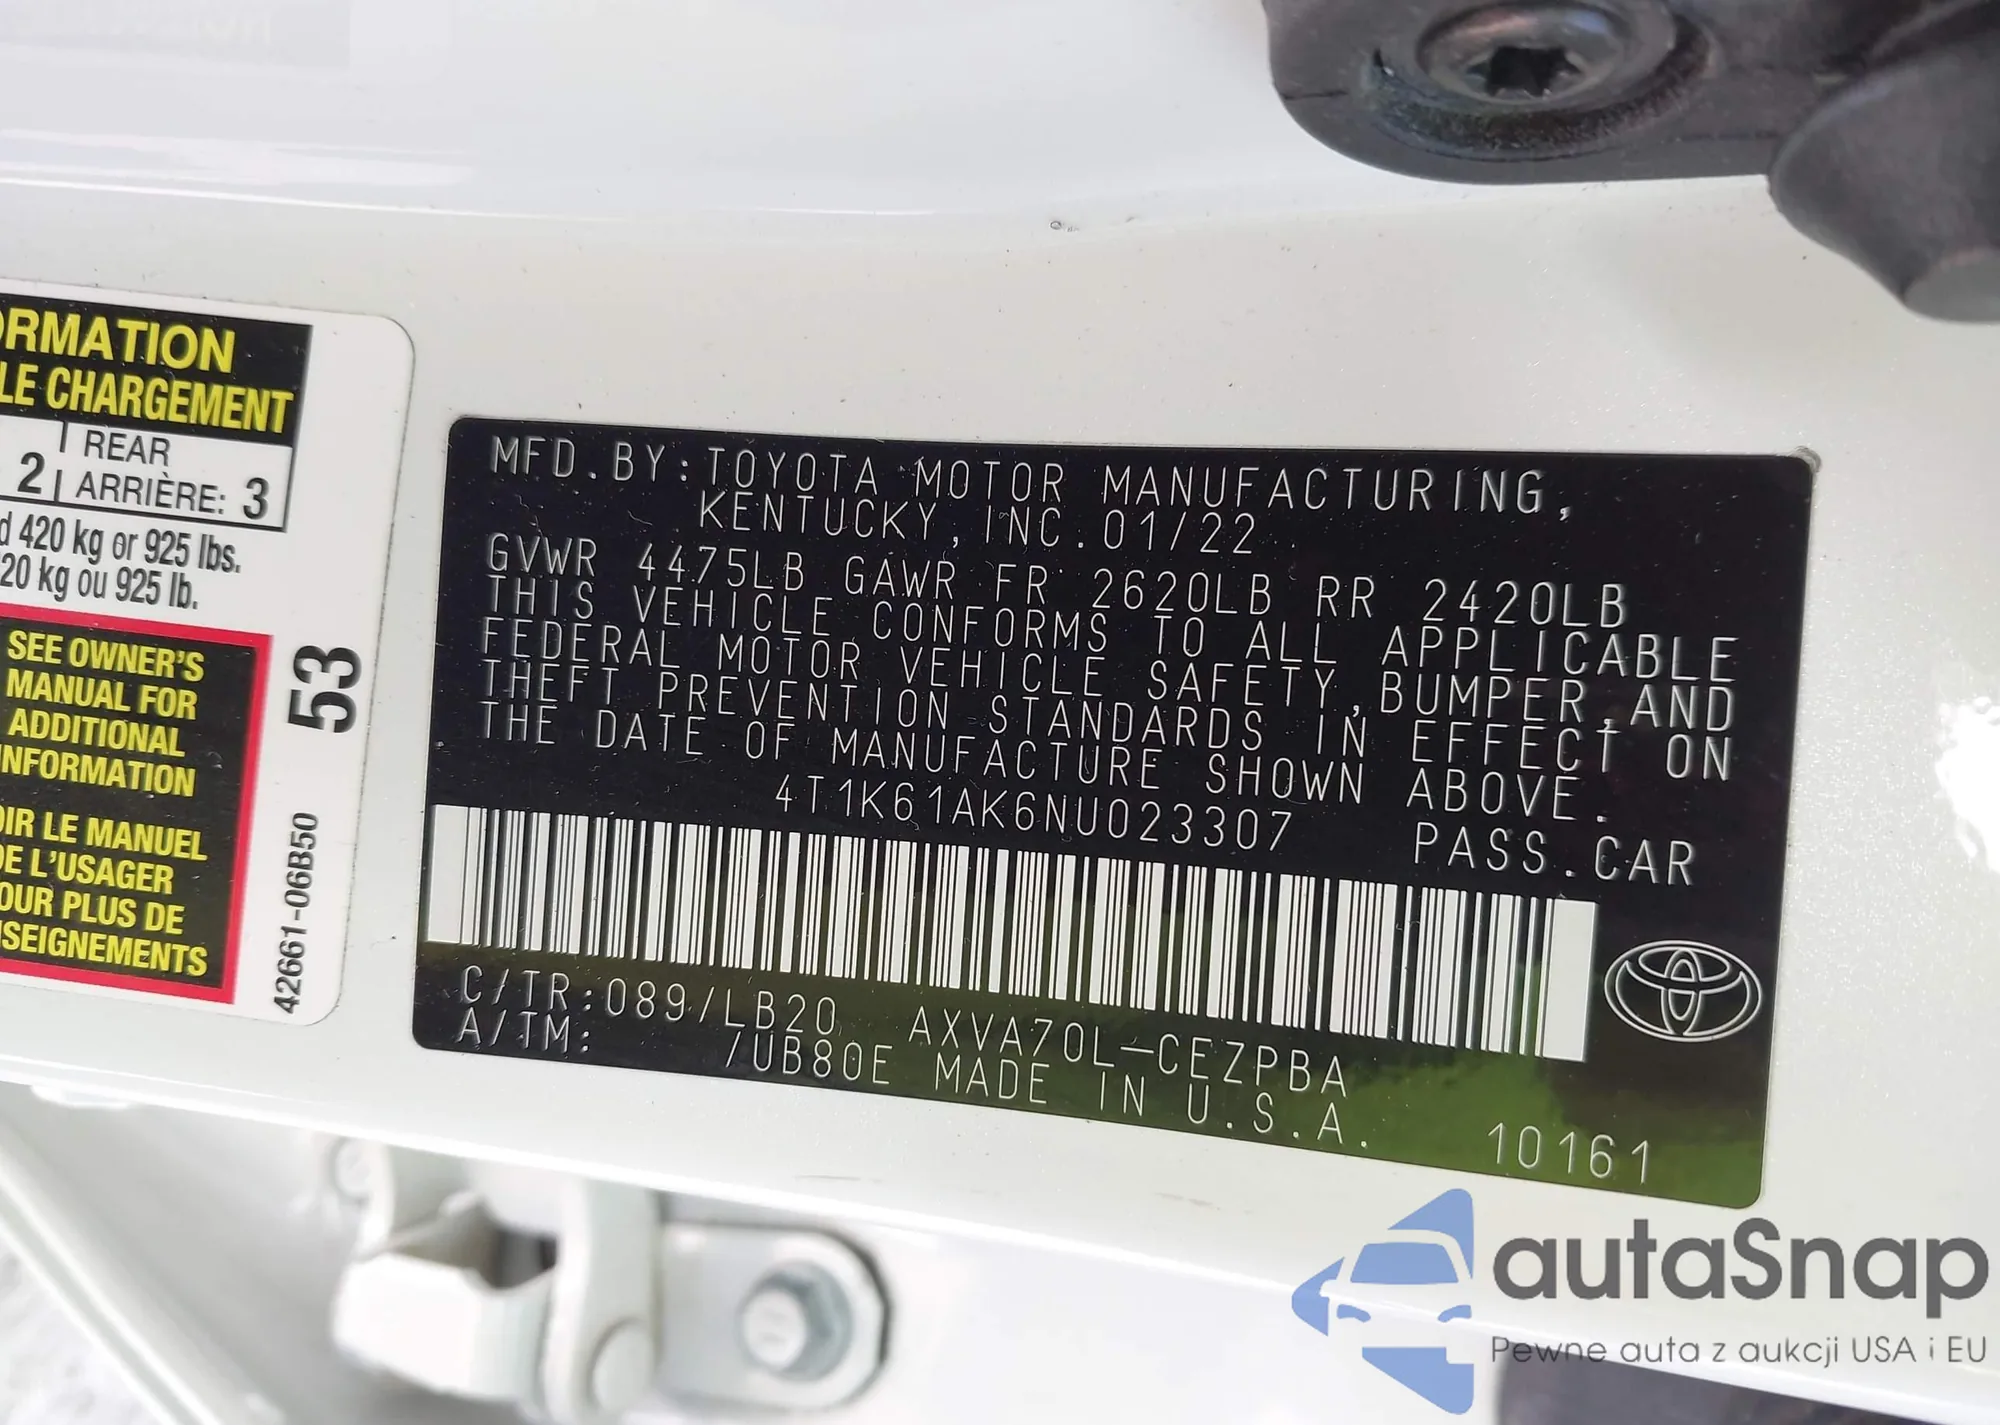 ORMATION
LE CHARGEMENT
2 | REAR
ARRIÈRE: 3
d 420 kg or 925 lbs.
20 kg ou 925 lb.
SEE OWNER'S
MANUAL FOR
ADDITIONAL
NFORMATION
OIR LE MANUEL
DE L'USAGER
OUR PLUS DE
SEIGNEMENTS
53
42661-06B50
MFD.BY:TOYOTA MOTOR MANUFACTURING,
KENTUCKY,INC.01/22
GVWR 4475LB GAWR FR 2620LB RR 2420LB
THIS VEHICLE CONFORMS TO ALL APPLICABLE
FEDERAL MOTOR VEHICLE SAFETY,BUMPER,AND
THEFT PREVENTION STANDARDS IN EFFECT ON
THE DATE OF MANUFACTURE SHOWN ABOVE.
4T1K61AK6NU023307 PASS.CAR
C/TR:089/LB20 AXVA70L-CEZPBA
A/TM: /UB80E MADE IN U.S.A.
10161
autaSnap
Pewne auta z aukcji USA i EU